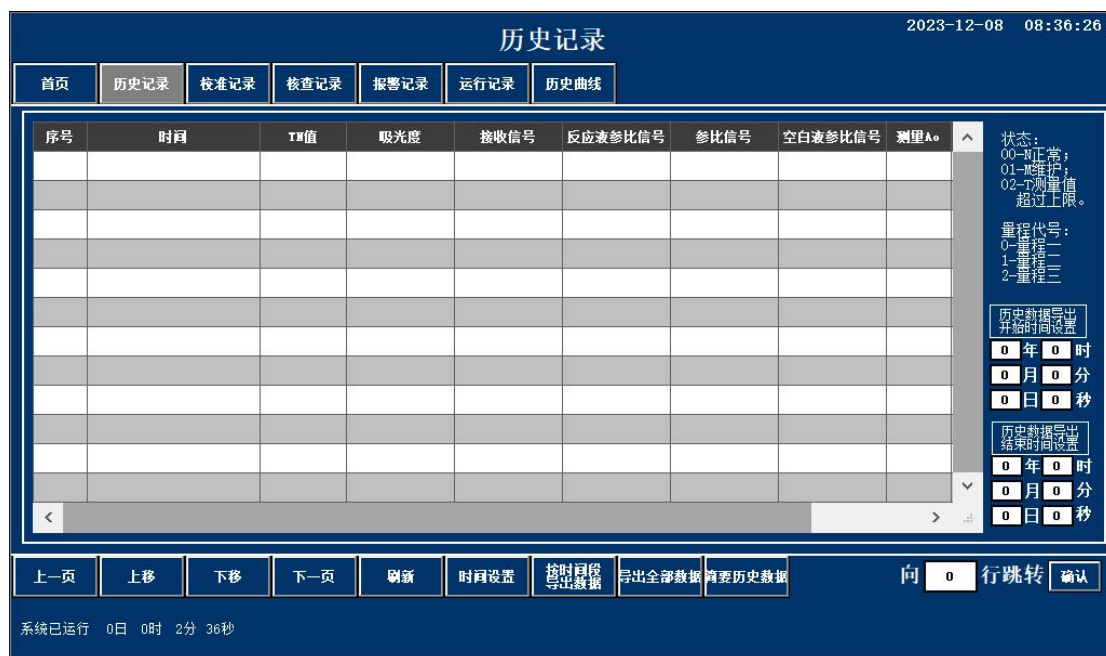 历史记录
2023-12-08 08:36:26
首页 历史记录 校准记录 核查记录 报警记录 运行记录 历史曲线
序号 时间 TN值 吸光度 接收信号 反应液参比信号 参比信号 空白液参比信号 测量Ao
状态：
00-N正常；
01-M维护；
02-T测量值
超过上限。
量程代号：
0-量程一
1-量程二
2-量程三
历史数据导出
开始时间设置
0 年 0 时
0 月 0 分
0 日 0 秒
历史数据导出
结束时间设置
0 年 0 时
0 月 0 分
0 日 0 秒
上一页 上移 下移 下一页 刷新 时间设置 按时间段导出数据 导出全部数据 简要历史数据 向 0 行跳转 确认
系统已运行 0日 0时 2分 36秒